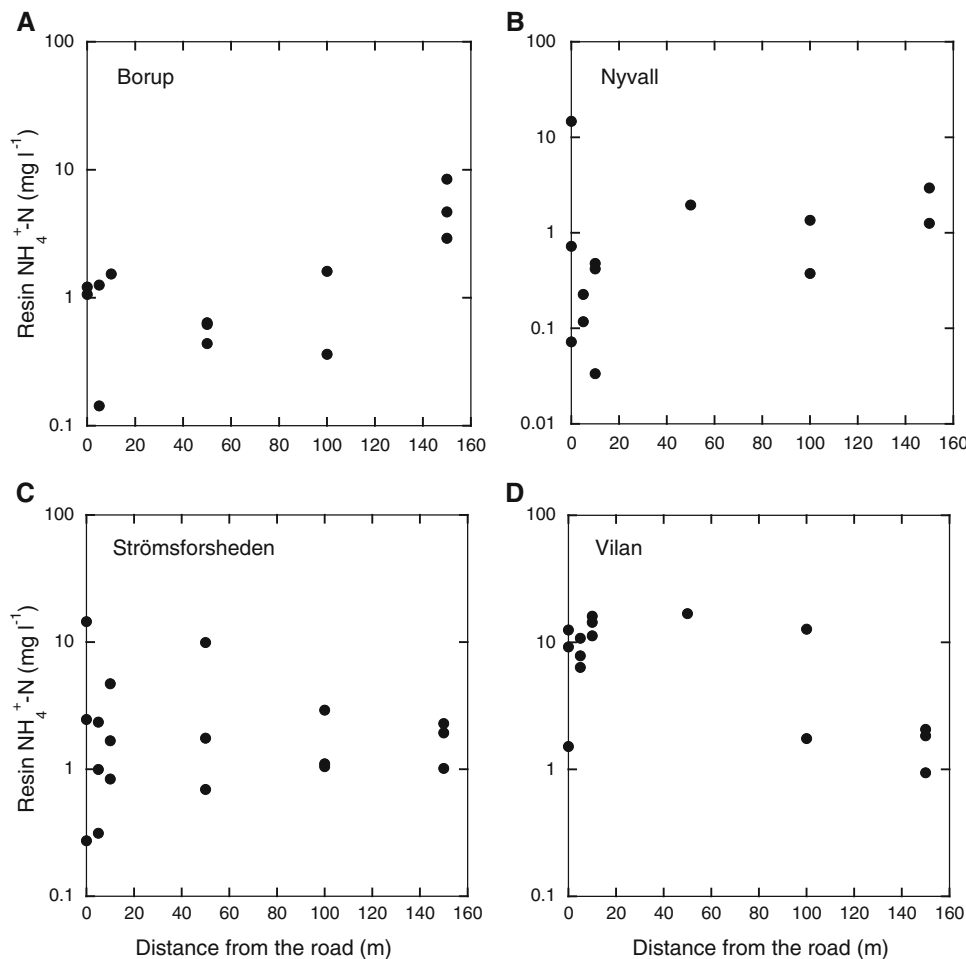 A
B
100
Borup
10
1
0.1
Resin NH4+-N (mg l-1)
0 20 40 60 80 100 120 140 160
100
Nyvall
10
1
0.1
0.01
0 20 40 60 80 100 120 140 160
C
D
100
Strömsforsheden
10
1
0.1
Resin NH4+-N (mg l-1)
0 20 40 60 80 100 120 140 160
Distance from the road (m)
100
Vilan
10
1
0.1
0 20 40 60 80 100 120 140 160
Distance from the road (m)